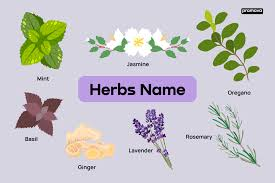 promova
Jasmine
Mint
Oregano
Herbs Name
Basil
Ginger
Lavender
Rosemary